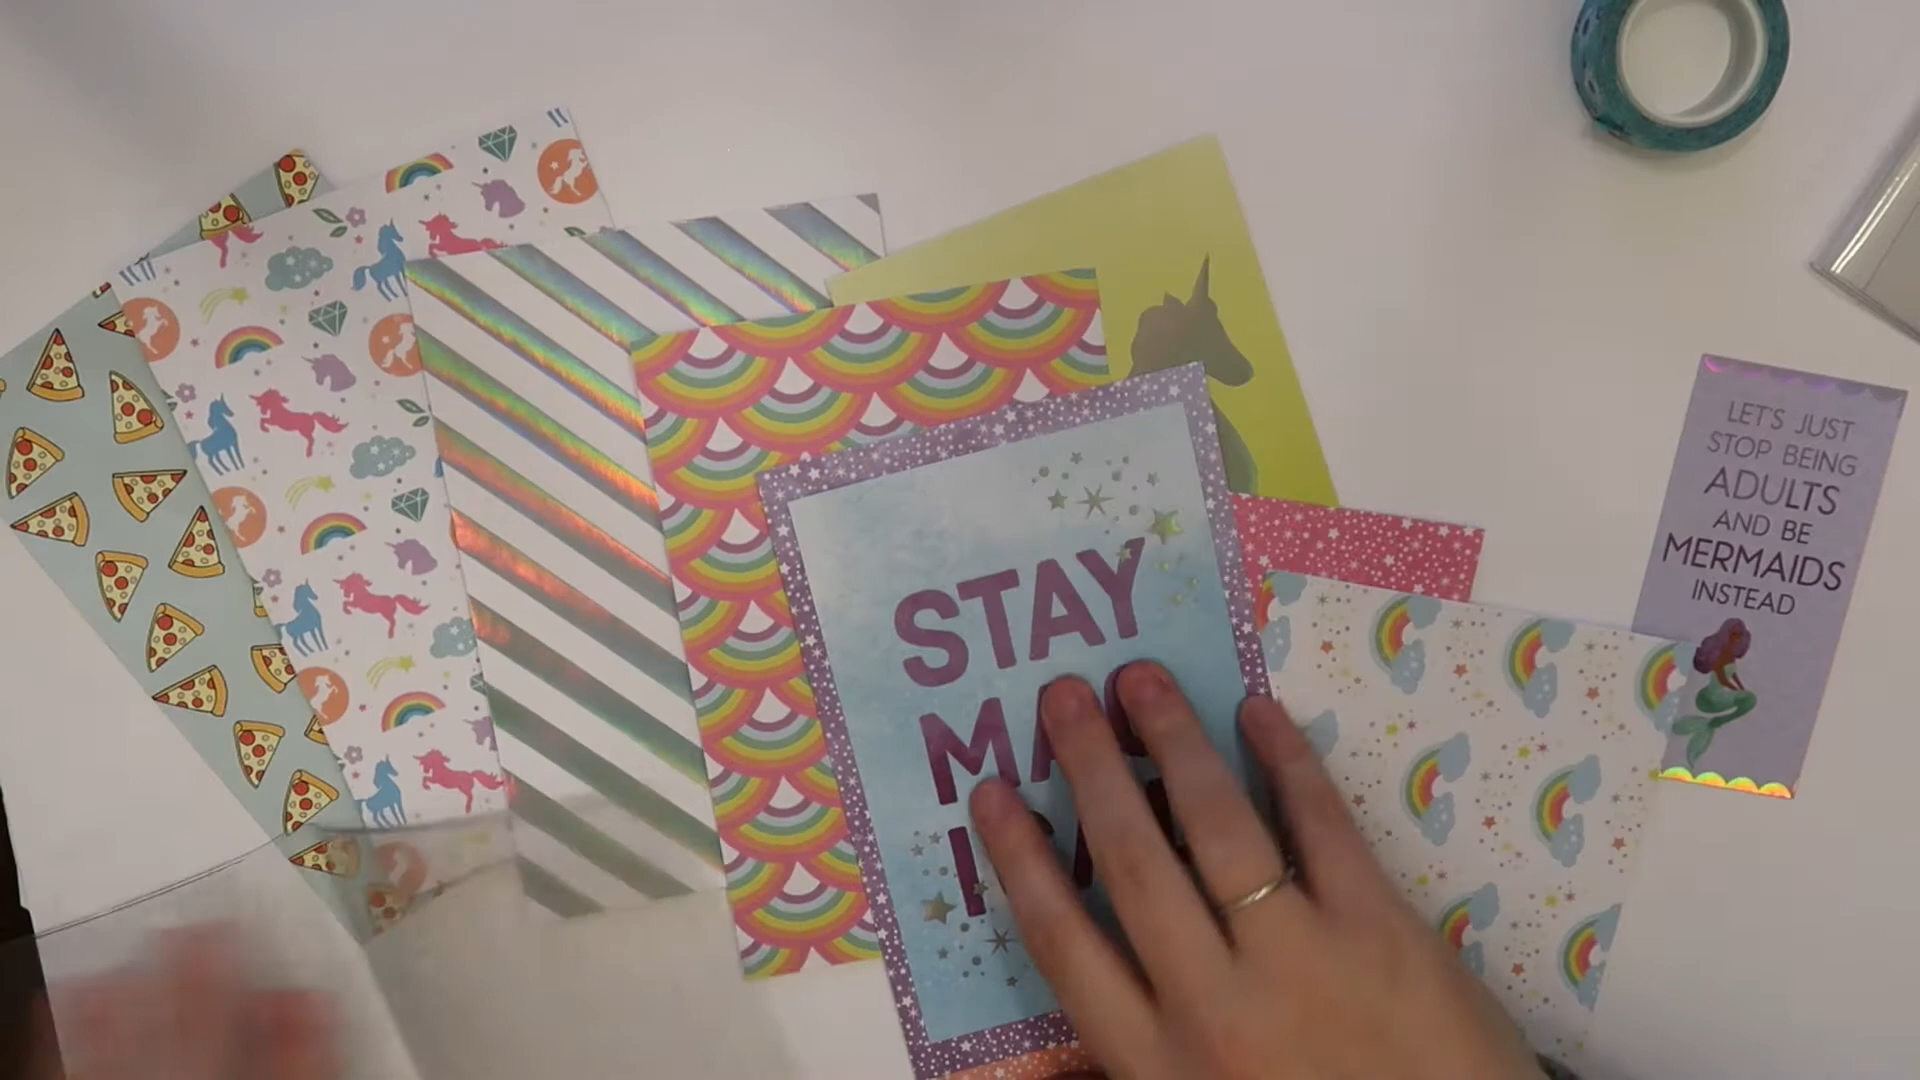 STAY
LET'S JUST
STOP BEING
ADULTS
AND BE
MERMAIDS
INSTEAD